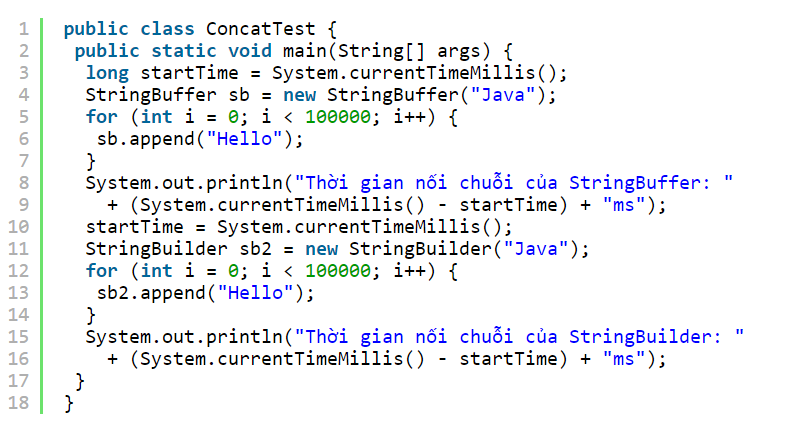 1 public class ConcatTest {
2 public static void main(String[] args) {
3 long startTime = System.currentTimeMillis();
4 StringBuffer sb = new StringBuffer("Java");
5 for (int i = 0; i < 100000; i++) {
6 sb.append("Hello");
7 }
8 System.out.println("Thời gian nối chuỗi của StringBuffer: "
9 + (System.currentTimeMillis() - startTime) + "ms");
10 startTime = System.currentTimeMillis();
11 StringBuilder sb2 = new StringBuilder("Java");
12 for (int i = 0; i < 100000; i++) {
13 sb2.append("Hello");
14 }
15 System.out.println("Thời gian nối chuỗi của StringBuilder: "
16 + (System.currentTimeMillis() - startTime) + "ms");
17 }
18 }